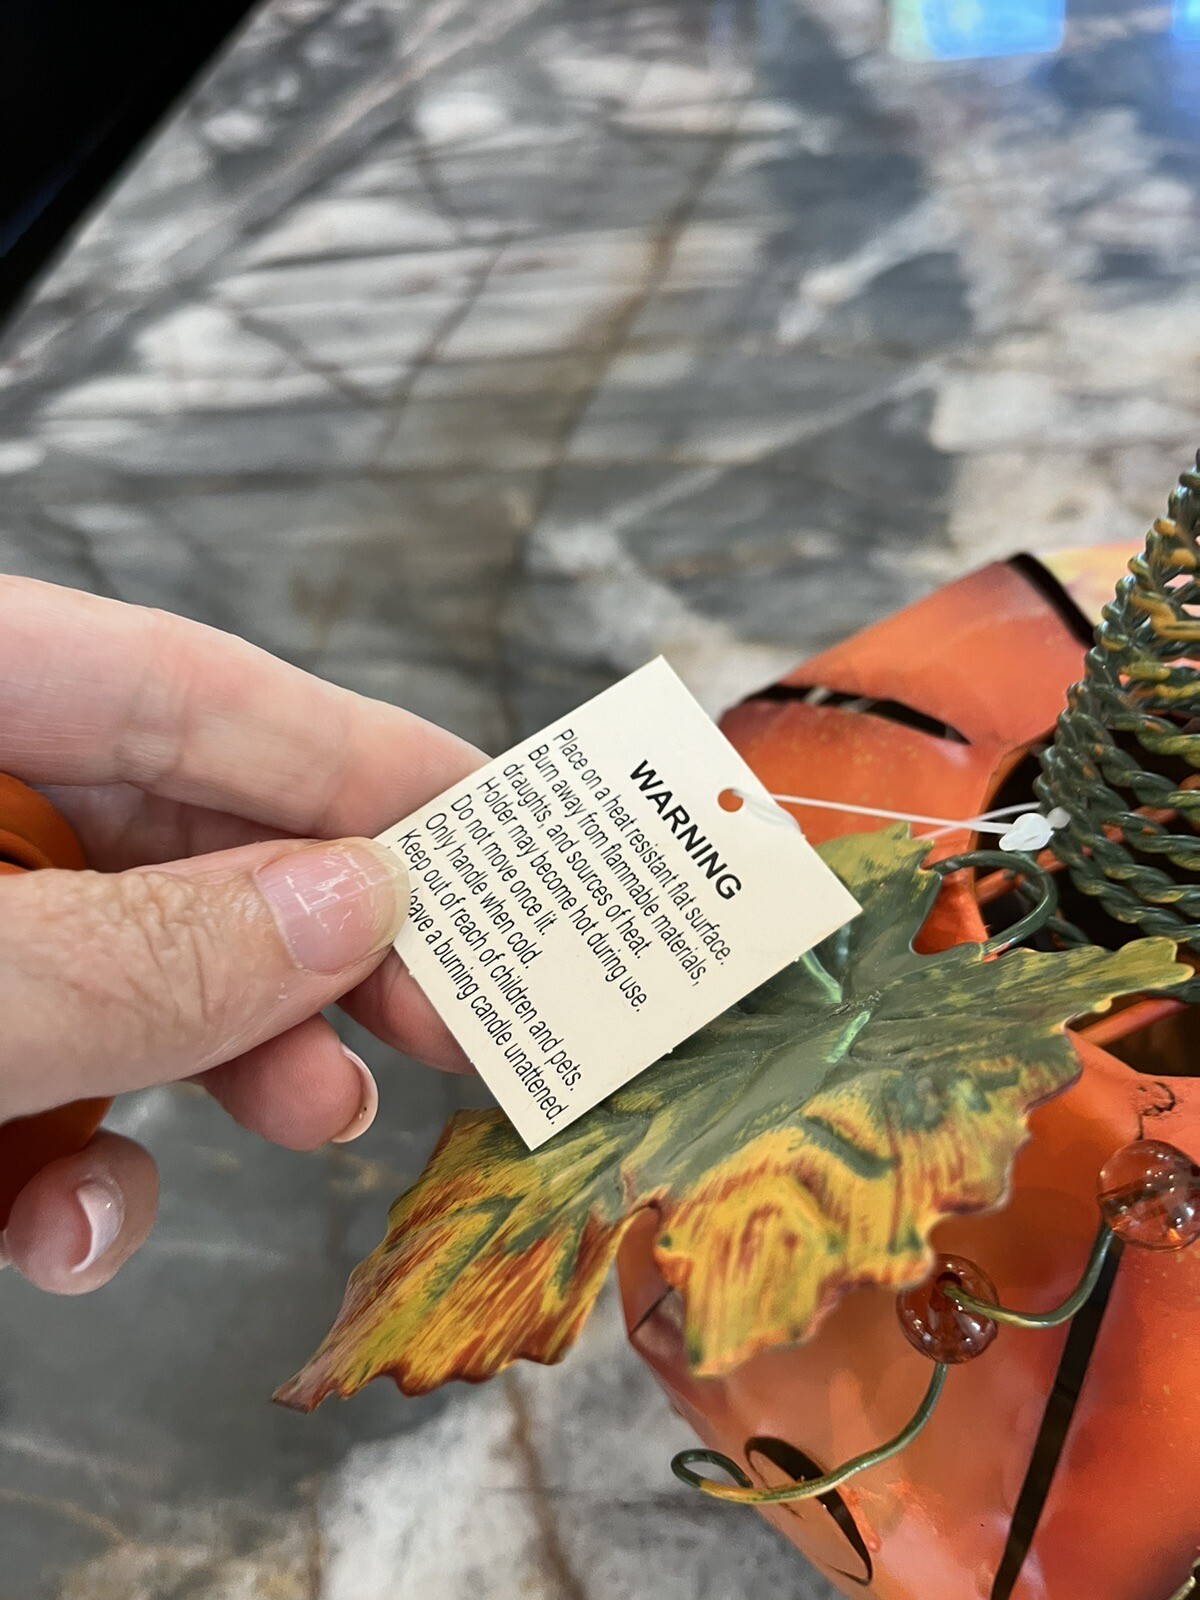 WARNING
Place on a heat resistant flat surface.
Burn away from flammable materials,
draughts, and sources of heat.
Holder may become hot during use.
Do not move once lit.
Only handle when cold.
Keep out of reach of children and pets.
leave a burning candle unattened.